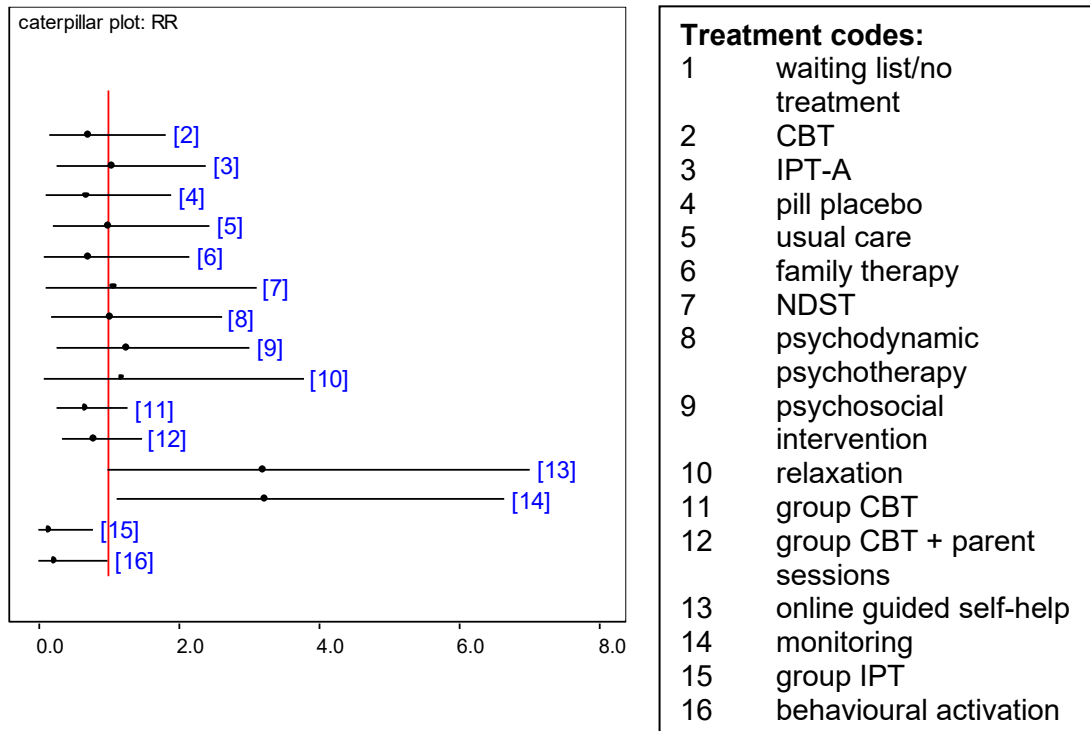 caterpillar plot: RR
[2]
[3]
[4]
[5]
[6]
[7]
[8]
[9]
[10]
[11]
[12]
[13]
[14]
[15]
[16]
0.0 2.0 4.0 6.0 8.0
Treatment codes:
1 waiting list/no
treatment
2 CBT
3 IPT-A
4 pill placebo
5 usual care
6 family therapy
7 NDST
8 psychodynamic
psychotherapy
9 psychosocial
intervention
10 relaxation
11 group CBT
12 group CBT + parent
sessions
13 online guided self-help
14 monitoring
15 group IPT
16 behavioural activation